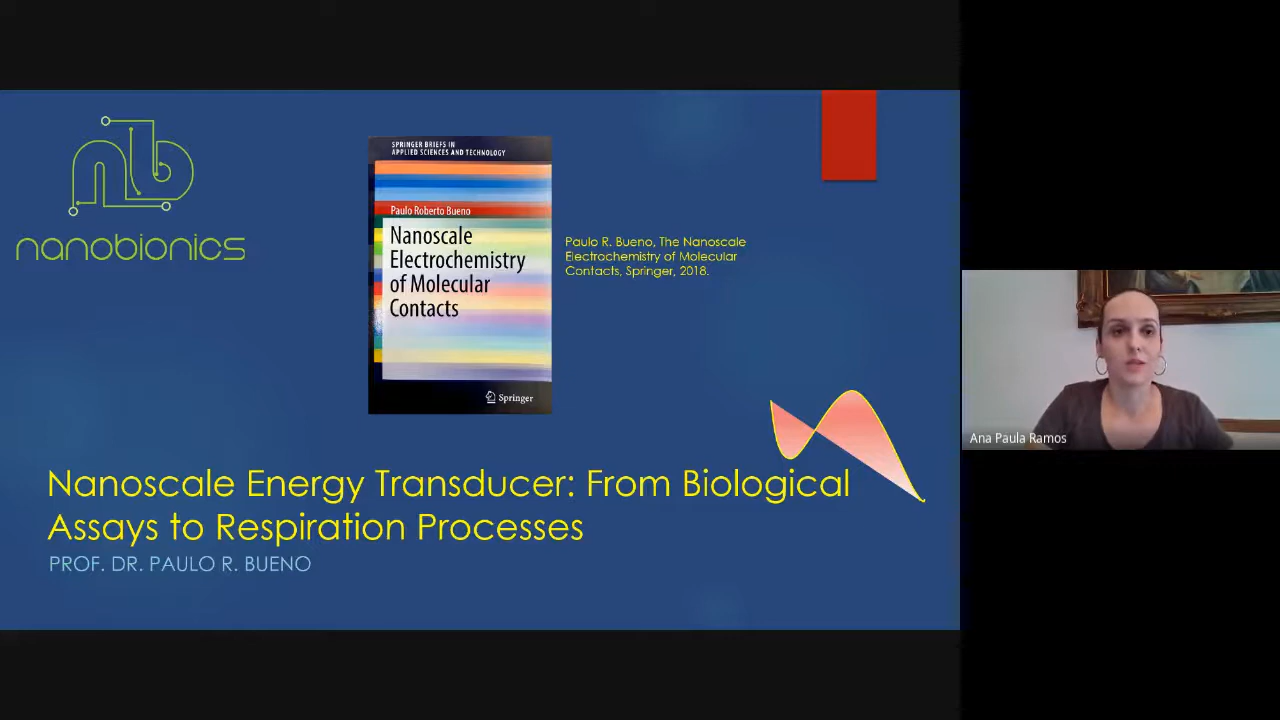 nanobionics
SPRINGER BRIEFS IN
APPLIED SCIENCES AND TECHNOLOGY
Paulo Roberto Bueno
Nanoscale
Electrochemistry
of Molecular
Contacts
Springer
Paulo R. Bueno, The Nanoscale
Electrochemistry of Molecular
Contacts, Springer, 2018.
Nanoscale Energy Transducer: From Biological
Assays to Respiration Processes
PROF. DR. PAULO R. BUENO
Ana Paula Ramos